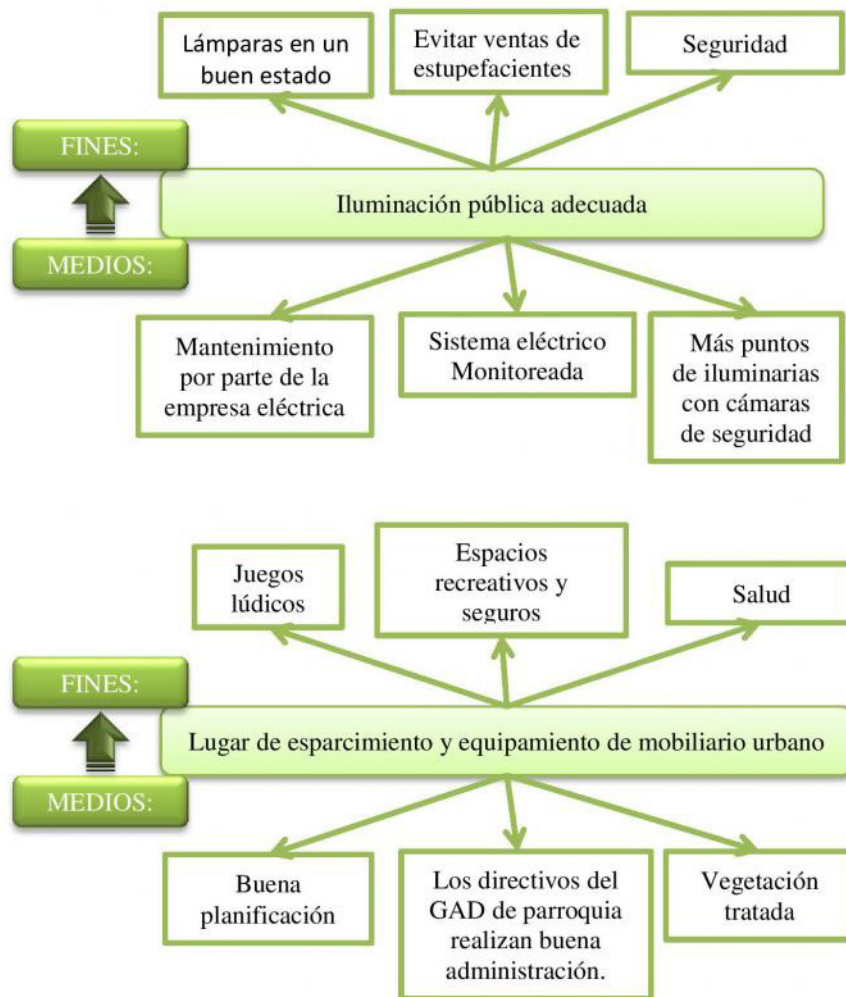 Lámparas en un
buen estado
Evitar ventas de
estupefacientes
Seguridad
FINES:
Iluminación pública adecuada
MEDIOS:
Mantenimiento
por parte de la
empresa eléctrica
Sistema eléctrico
Monitoreada
Más puntos
de iluminarias
con cámaras
de seguridad
Juegos
lúdicos
Espacios
recreativos y
seguros
Salud
FINES:
Lugar de esparcimiento y equipamiento de mobiliario urbano
MEDIOS:
Buena
planificación
Los directivos del
GAD de parroquia
realizan buena
administración.
Vegetación
tratada